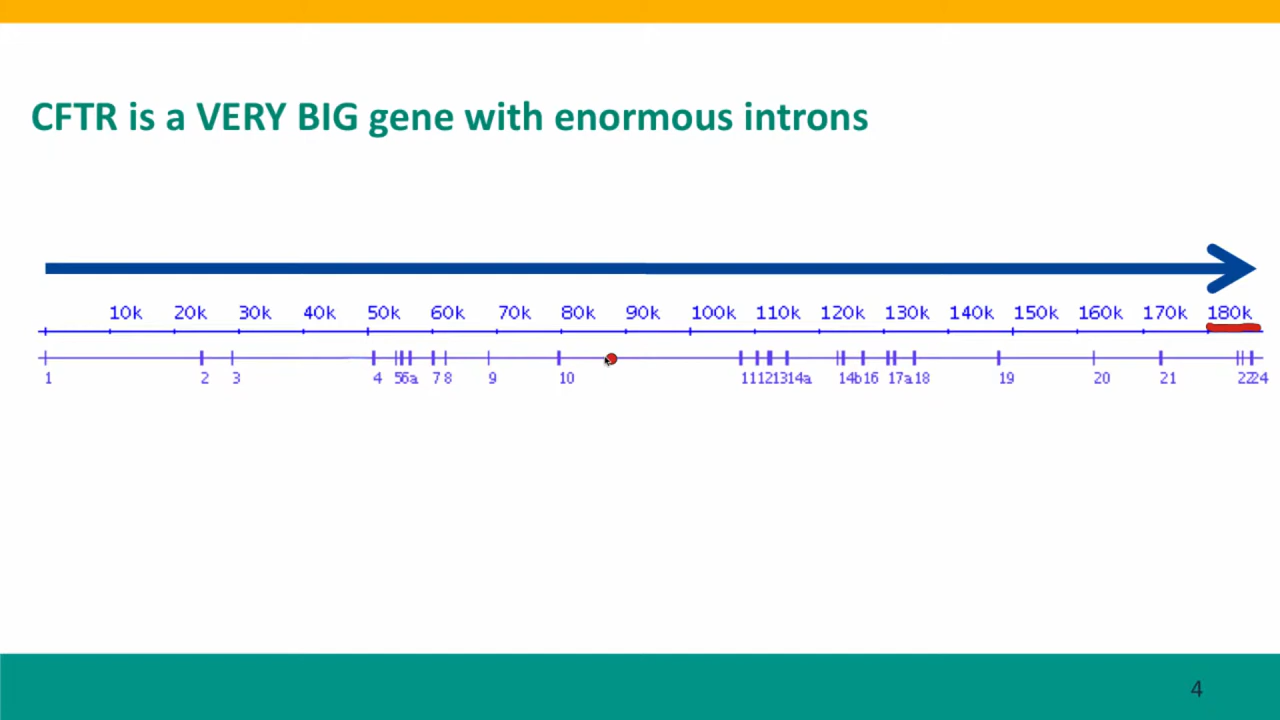 CFTR is a VERY BIG gene with enormous introns
10k 20k 30k 40k 50k 60k 70k 80k 90k 100k 110k 120k 130k 140k 150k 160k 170k 180k
1 2 3 4 56a 7 8 9 10 11121314a 14b16 17a18 19 20 21 2224
4